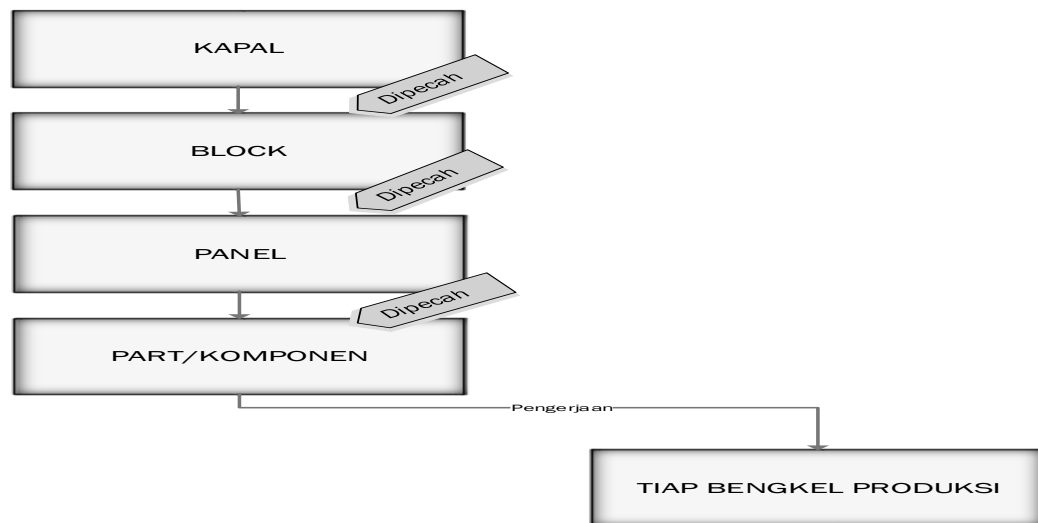 KAPAL
Dipecah
BLOCK
Dipecah
PANEL
Dipecah
PART/KOMPONEN
Pengerjaan
TIAP BENGKEL PRODUKSI